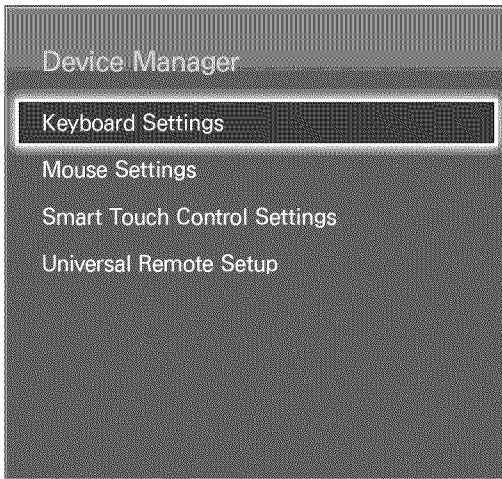 Device Manager
Keyboard Settings
Mouse Settings
Smart Touch Control Settings
Universal Remote Setup